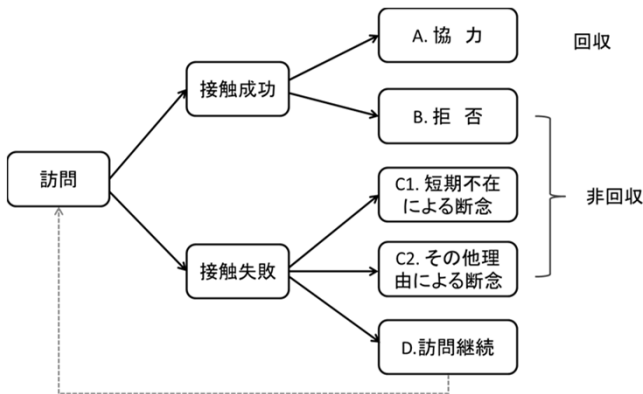 A. 協　力
回収
接触成功
B. 拒　否
訪問
C1. 短期不在
による断念
非回収
接触失敗
C2. その他理
由による断念
D.訪問継続